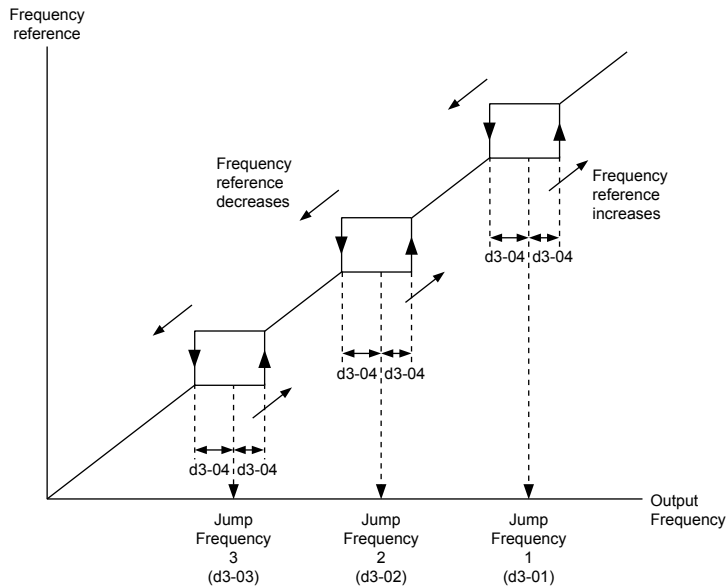 Frequency
reference
Frequency
reference
decreases
Frequency
reference
increases
d3-04 d3-04
d3-04 d3-04
d3-04 d3-04
Output
Frequency
Jump
Frequency
3
(d3-03)
Jump
Frequency
2
(d3-02)
Jump
Frequency
1
(d3-01)